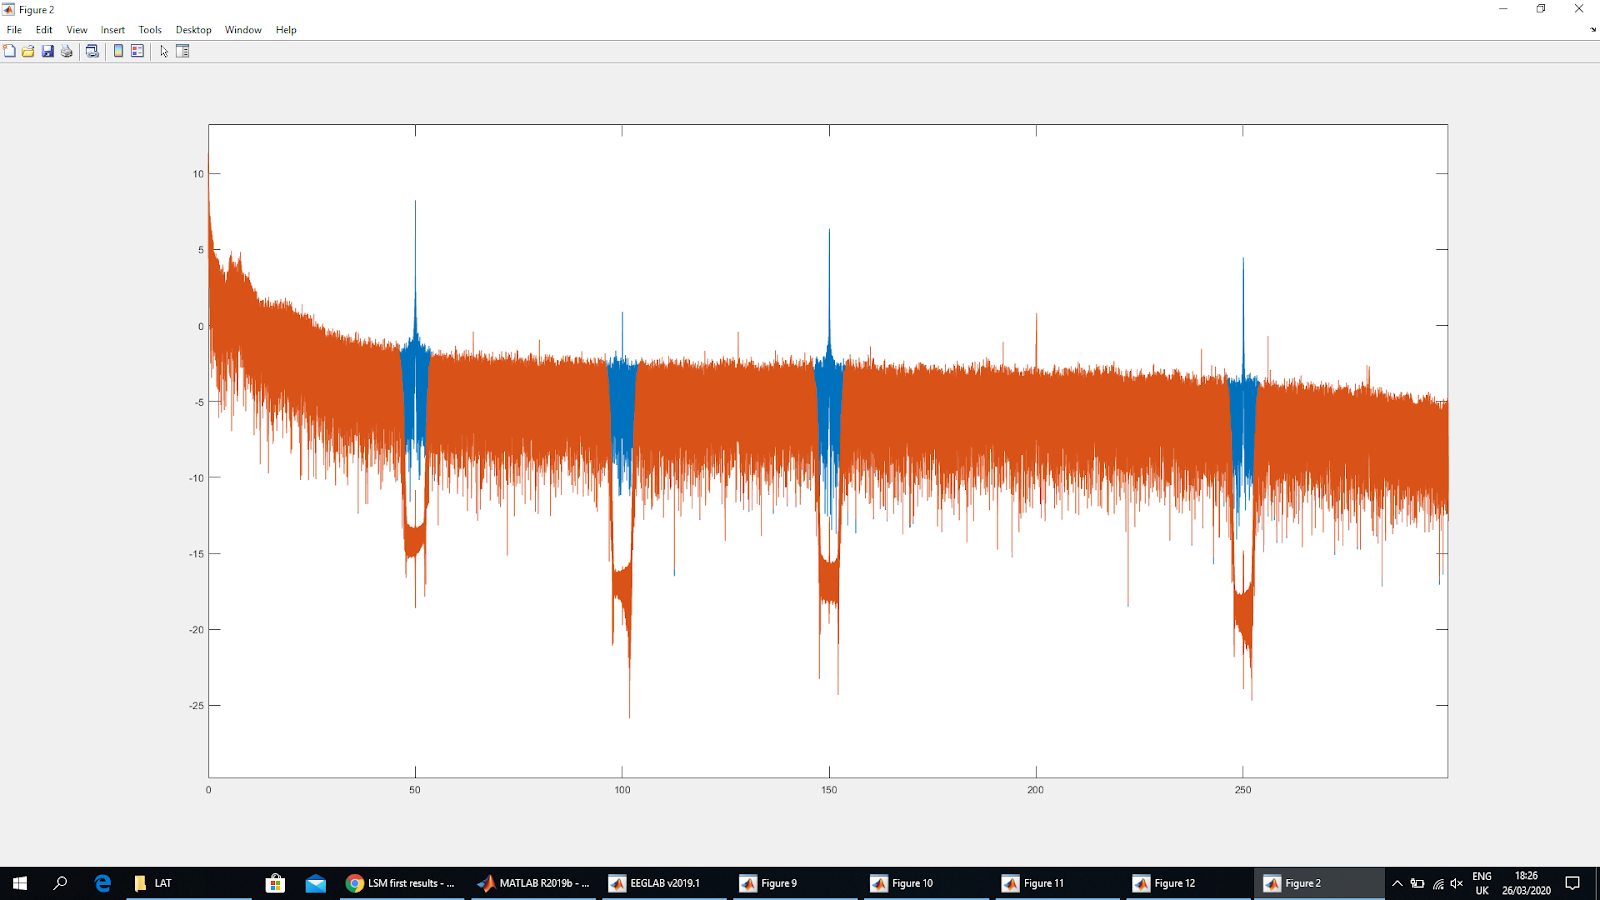 Figure 2
File Edit View Insert Tools Desktop Window Help
10
5
0
-5
-10
-15
-20
-25
0 50 100 150 200 250
LAT
LSM first results - ...
MATLAB R2019b - ...
EEGLAB v2019.1
Figure 9
Figure 10
Figure 11
Figure 12
Figure 2
ENG
UK
18:26
26/03/2020